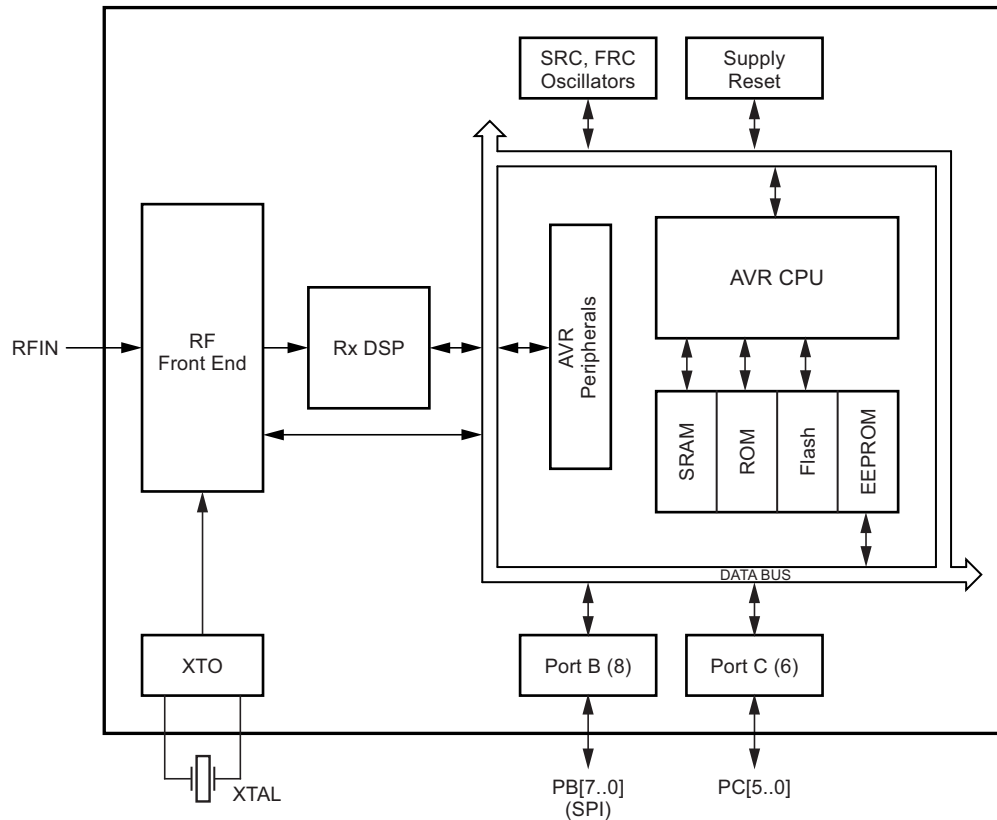 SRC, FRC
Oscillators
Supply
Reset
AVR CPU
RFIN
RF
Front End
Rx DSP
AVR
Peripherals
SRAM
ROM
Flash
EEPROM
DATA BUS
XTO
Port B (8)
Port C (6)
XTAL
PB[7..0]
(SPI)
PC[5..0]